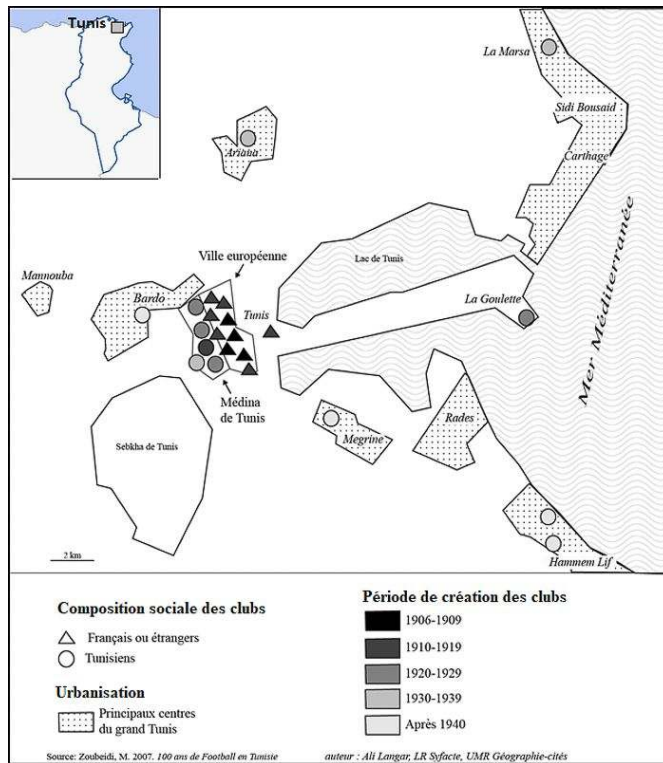 Tunis
La Marsa
Sidi Bousaid
Carthage
Ariana
Mer Méditerranée
Ville européenne
Lac de Tunis
Mannouba
Bardo
Tunis
La Goulette
Médina
de Tunis
Sebkha de Tunis
Megrine
Rades
2 km
Hammem Lif
Composition sociale des clubs
Français ou étrangers
Tunisiens
Urbanisation
Principaux centres
du grand Tunis
Période de création des clubs
1906-1909
1910-1919
1920-1929
1930-1939
Après 1940
Source: Zoubeidi, M. 2007. 100 ans de Football en Tunisie
auteur : Ali Langar, LR Syfacte, UMR Géographie-cités